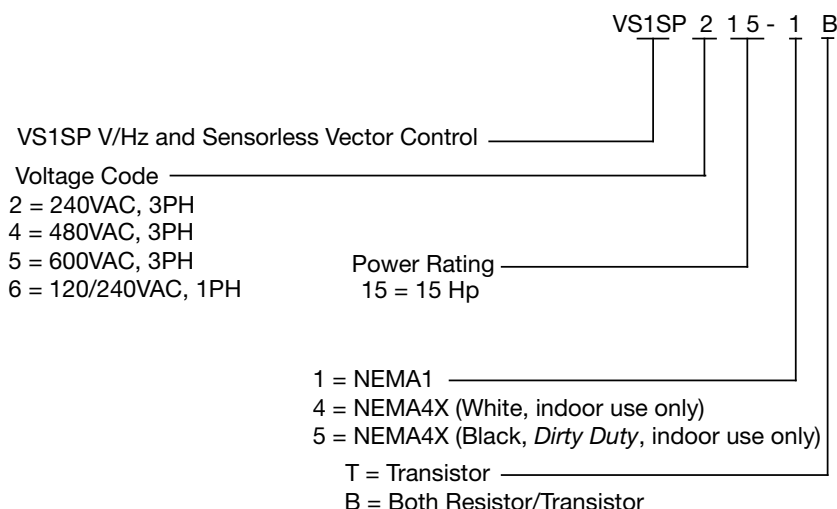 VS1SP 2 1 5 - 1 B
VS1SP V/Hz and Sensorless Vector Control
Voltage Code
2 = 240VAC, 3PH
4 = 480VAC, 3PH
5 = 600VAC, 3PH
6 = 120/240VAC, 1PH
Power Rating
15 = 15 Hp
1 = NEMA1
4 = NEMA4X (White, indoor use only)
5 = NEMA4X (Black, Dirty Duty, indoor use only)
T = Transistor
B = Both Resistor/Transistor